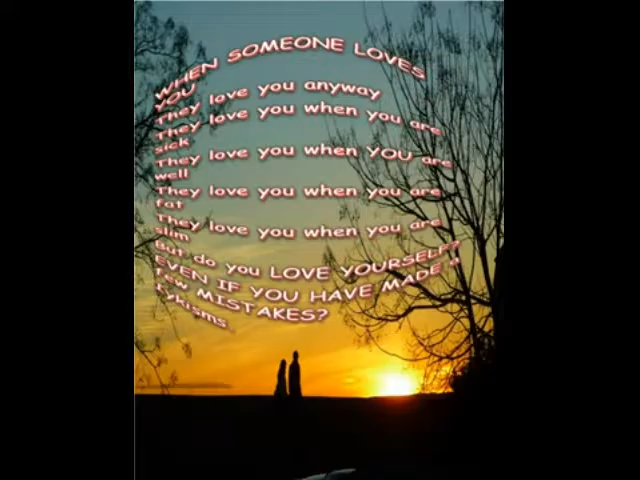 WHEN SOMEONE LOVES
YOU
They love you anyway
They love you when you are
sick
They love you when YOU are
well
They love you when you are
fat
They love you when you are
slim
But do you LOVE YOURSELF?
EVEN IF YOU HAVE MADE a
few MISTAKES?
Lykisms